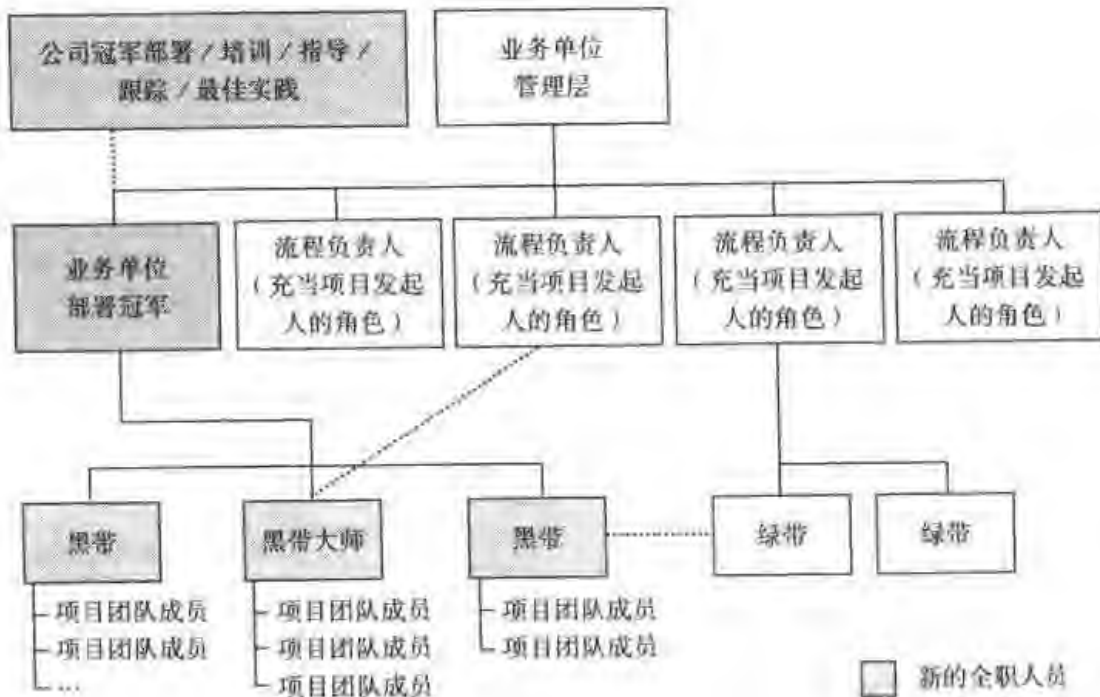 公司冠军部署／培训／指导／
跟踪／最佳实践
业务单位
管理层
业务单位
部署冠军
流程负责人
（充当项目发起
人的角色）
流程负责人
（充当项目发起
人的角色）
流程负责人
（充当项目发起
人的角色）
流程负责人
（充当项目发起
人的角色）
黑带
黑带大师
黑带
绿带
绿带
项目团队成员
项目团队成员
…
项目团队成员
项目团队成员
项目团队成员
项目团队成员
项目团队成员
新的全职人员